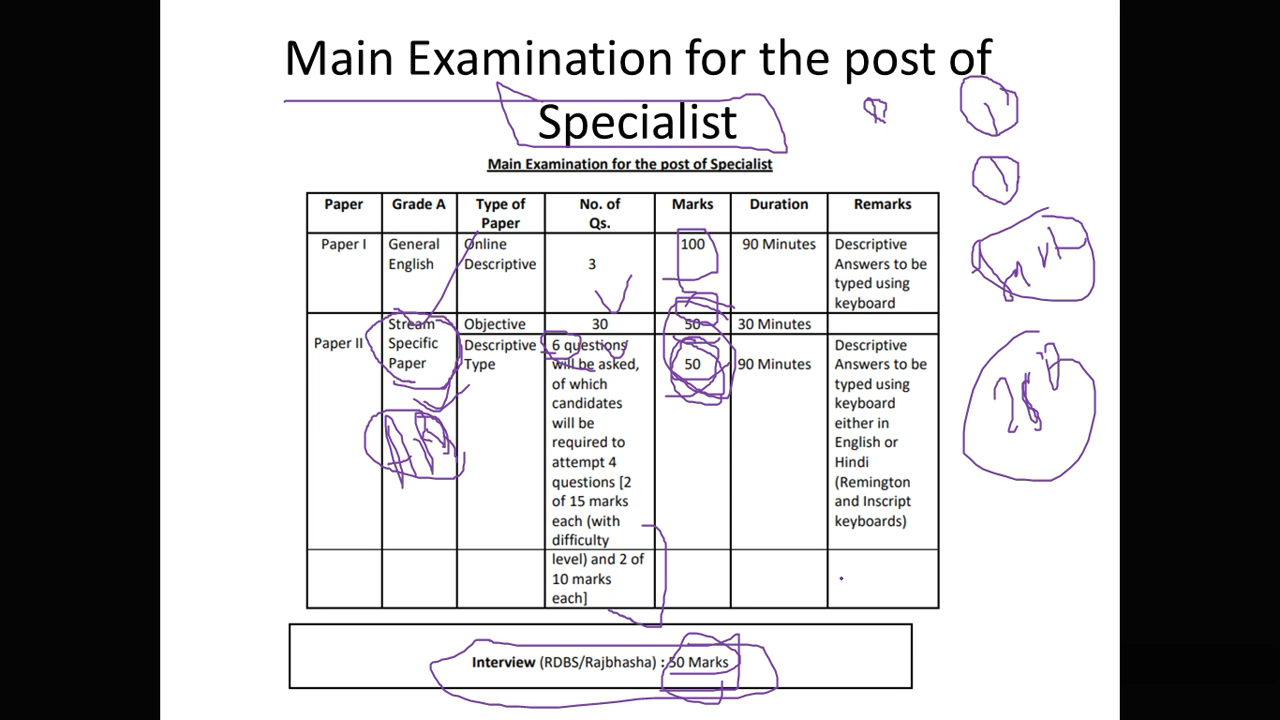 Main Examination for the post of
Specialist
Main Examination for the post of Specialist
Paper Grade A Type of Paper No. of Qs. Marks Duration Remarks
Paper I General English Online Descriptive 3 100 90 Minutes Descriptive Answers to be typed using keyboard
Paper II Stream Specific Paper Objective 30 50 30 Minutes
Descriptive Type 6 questions will be asked, of which candidates will be required to attempt 4 questions [2 of 15 marks each (with difficulty level) and 2 of 10 marks each] 50 90 Minutes Descriptive Answers to be typed using keyboard either in English or Hindi (Remington and Inscript keyboards)
Interview (RDBS/Rajbhasha) : 50 Marks